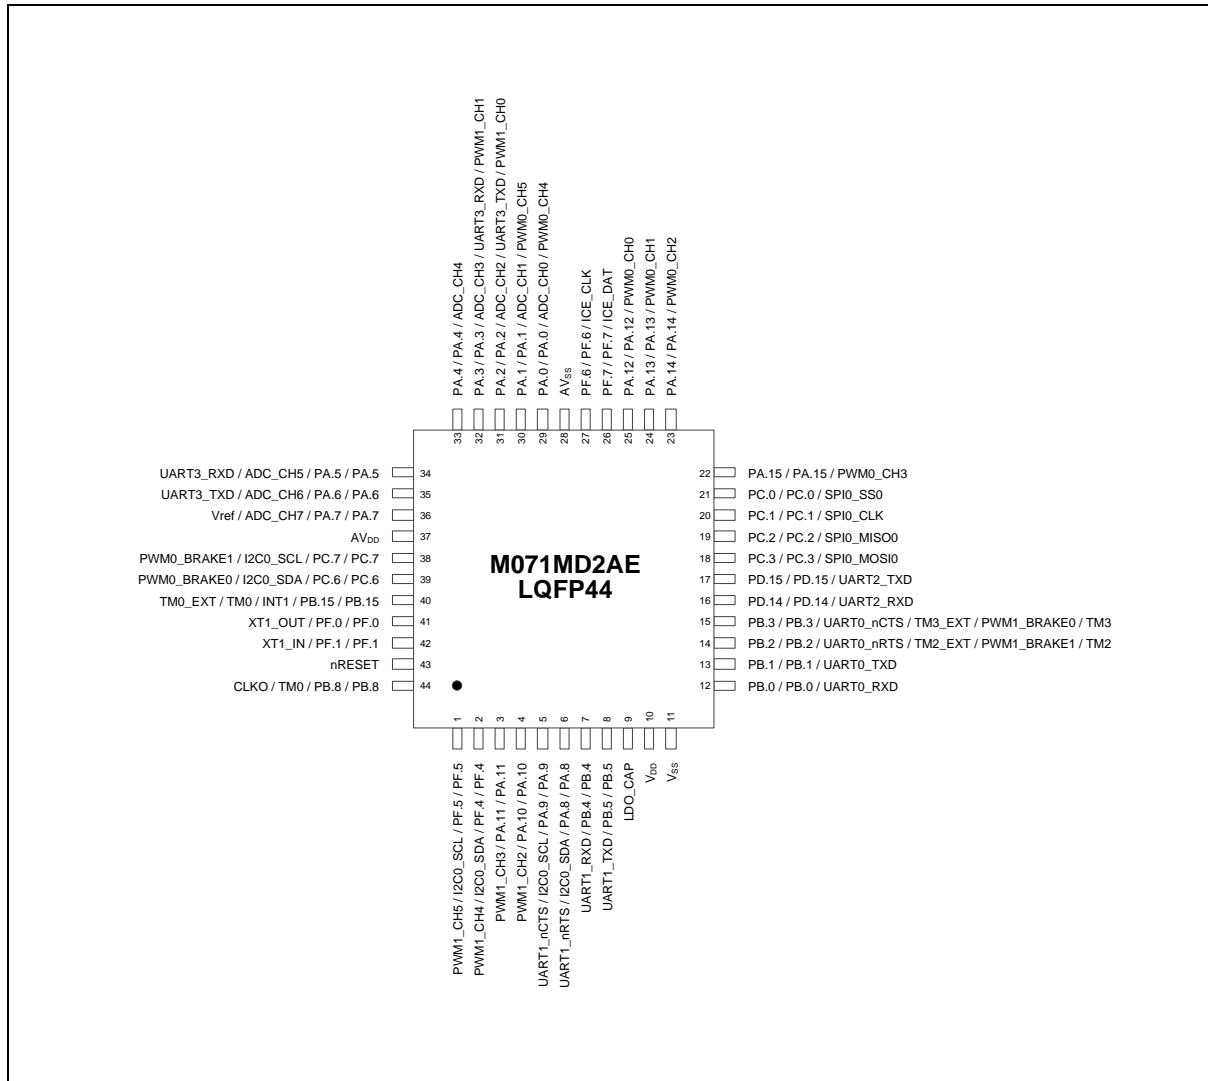 PA.4 / PA.4 / ADC_CH4
PA.3 / PA.3 / ADC_CH3 / UART3_RXD / PWM1_CH1
PA.2 / PA.2 / ADC_CH2 / UART3_TXD / PWM1_CH0
PA.1 / PA.1 / ADC_CH1 / PWM0_CH5
PA.0 / PA.0 / ADC_CH0 / PWM0_CH4
AVSS
PF.6 / PF.6 / ICE_CLK
PF.7 / PF.7 / ICE_DAT
PA.12 / PA.12 / PWM0_CH0
PA.13 / PA.13 / PWM0_CH1
PA.14 / PA.14 / PWM0_CH2
33 32 31 30 29 28 27 26 25 24 23
UART3_RXD / ADC_CH5 / PA.5 / PA.5 34
UART3_TXD / ADC_CH6 / PA.6 / PA.6 35
Vref / ADC_CH7 / PA.7 / PA.7 36
AVDD 37
PWM0_BRAKE1 / I2C0_SCL / PC.7 / PC.7 38
PWM0_BRAKE0 / I2C0_SDA / PC.6 / PC.6 39
TM0_EXT / TM0 / INT1 / PB.15 / PB.15 40
XT1_OUT / PF.0 / PF.0 41
XT1_IN / PF.1 / PF.1 42
nRESET 43
CLKO / TM0 / PB.8 / PB.8 44
M071MD2AE
LQFP44
22 PA.15 / PA.15 / PWM0_CH3
21 PC.0 / PC.0 / SPI0_SS0
20 PC.1 / PC.1 / SPI0_CLK
19 PC.2 / PC.2 / SPI0_MISO0
18 PC.3 / PC.3 / SPI0_MOSI0
17 PD.15 / PD.15 / UART2_TXD
16 PD.14 / PD.14 / UART2_RXD
15 PB.3 / PB.3 / UART0_nCTS / TM3_EXT / PWM1_BRAKE0 / TM3
14 PB.2 / PB.2 / UART0_nRTS / TM2_EXT / PWM1_BRAKE1 / TM2
13 PB.1 / PB.1 / UART0_TXD
12 PB.0 / PB.0 / UART0_RXD
1 2 3 4 5 6 7 8 9 10 11
PWM1_CH5 / I2C0_SCL / PF.5 / PF.5
PWM1_CH4 / I2C0_SDA / PF.4 / PF.4
PWM1_CH3 / PA.11 / PA.11
PWM1_CH2 / PA.10 / PA.10
UART1_nCTS / I2C0_SCL / PA.9 / PA.9
UART1_nRTS / I2C0_SDA / PA.8 / PA.8
UART1_RXD / PB.4 / PB.4
UART1_TXD / PB.5 / PB.5
LDO_CAP
VDD
VSS